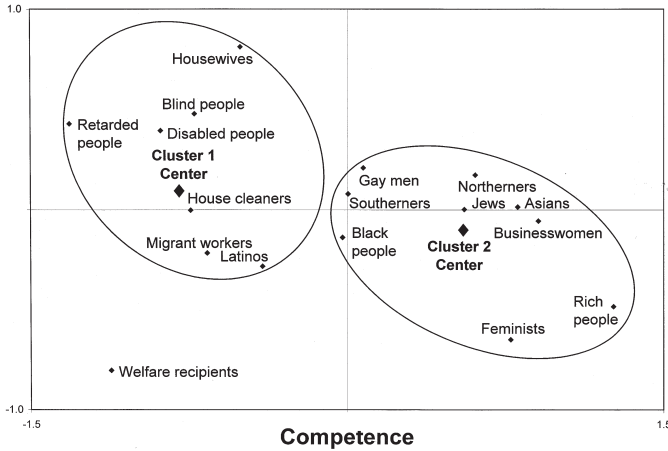 1.0
Housewives
Blind people
Retarded
people
Disabled people
Cluster 1
Center
House cleaners
Migrant workers
Latinos
Gay men
Southerners
Northerners
Jews
Asians
Businesswomen
Black
people
Cluster 2
Center
Rich
people
Feminists
Welfare recipients
-1.0
-1.5
1.5
Competence